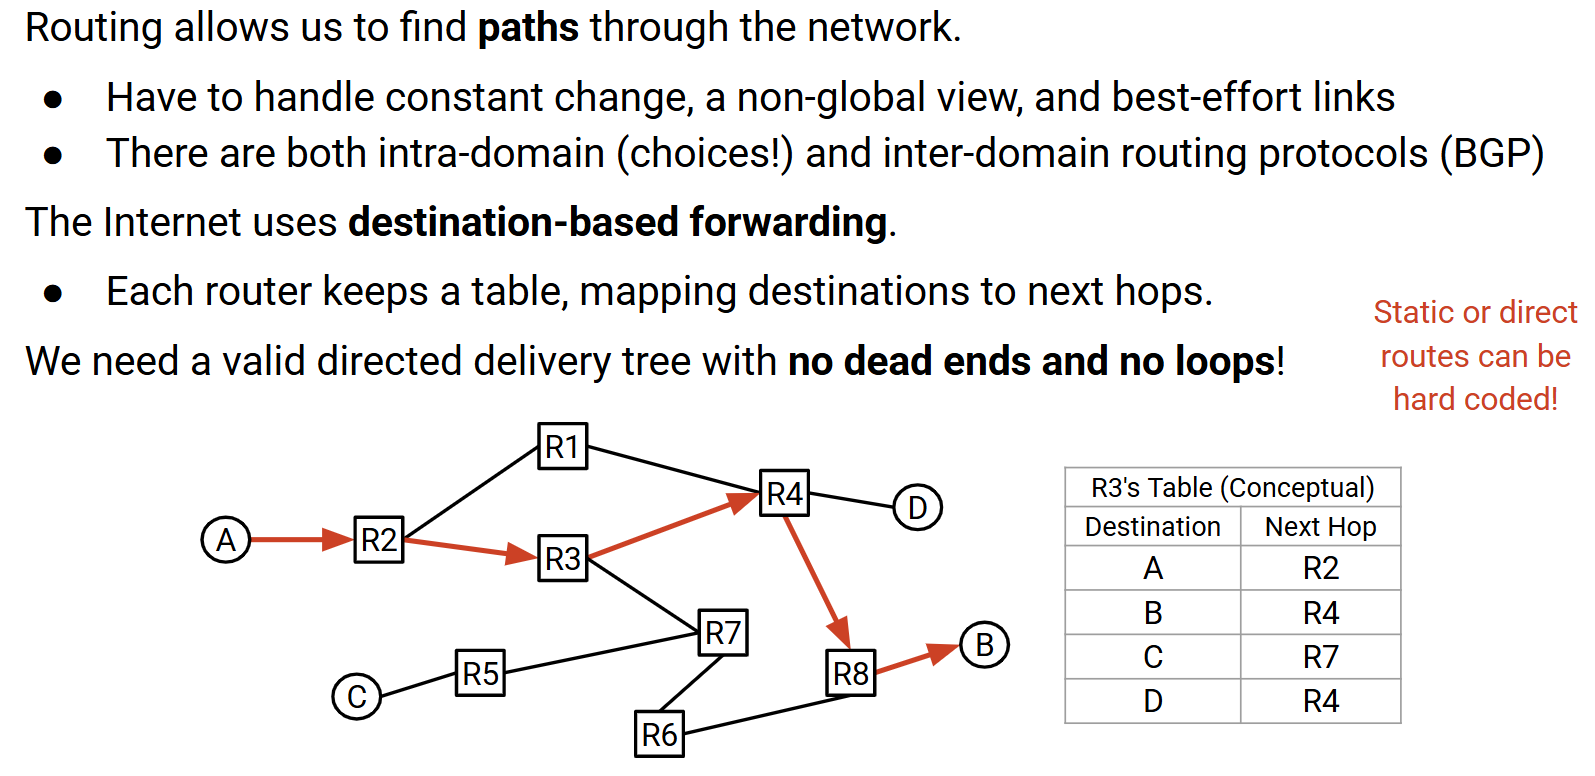 Routing allows us to find paths through the network.
● Have to handle constant change, a non-global view, and best-effort links
● There are both intra-domain (choices!) and inter-domain routing protocols (BGP)
The Internet uses destination-based forwarding.
● Each router keeps a table, mapping destinations to next hops.
We need a valid directed delivery tree with no dead ends and no loops!
Static or direct
routes can be
hard coded!
R1
R4
D
A
R2
R3
R7
B
R5
R8
C
R6
R3's Table (Conceptual)
Destination Next Hop
A R2
B R4
C R7
D R4